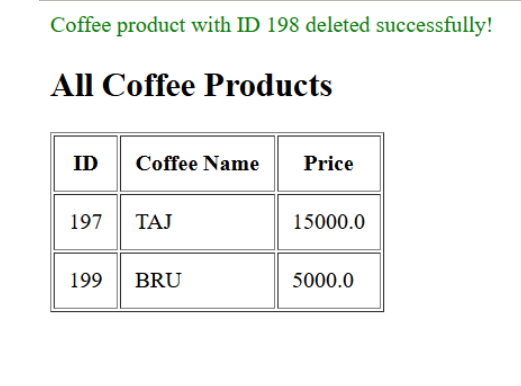 Coffee product with ID 198 deleted successfully!
All Coffee Products
ID Coffee Name Price
197 TAJ 15000.0
199 BRU 5000.0